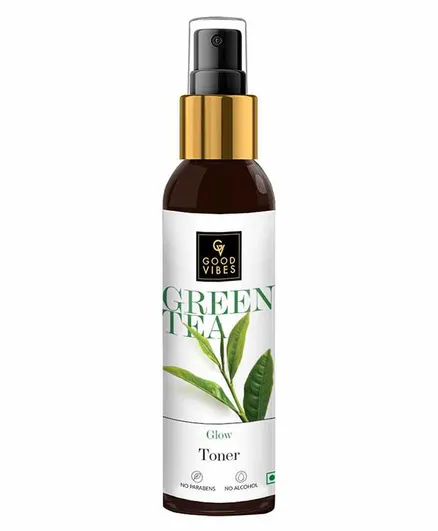 GV
GOOD
VIBES
GREEN
TEA
Glow
Toner
NO PARABENS NO ALCOHOL